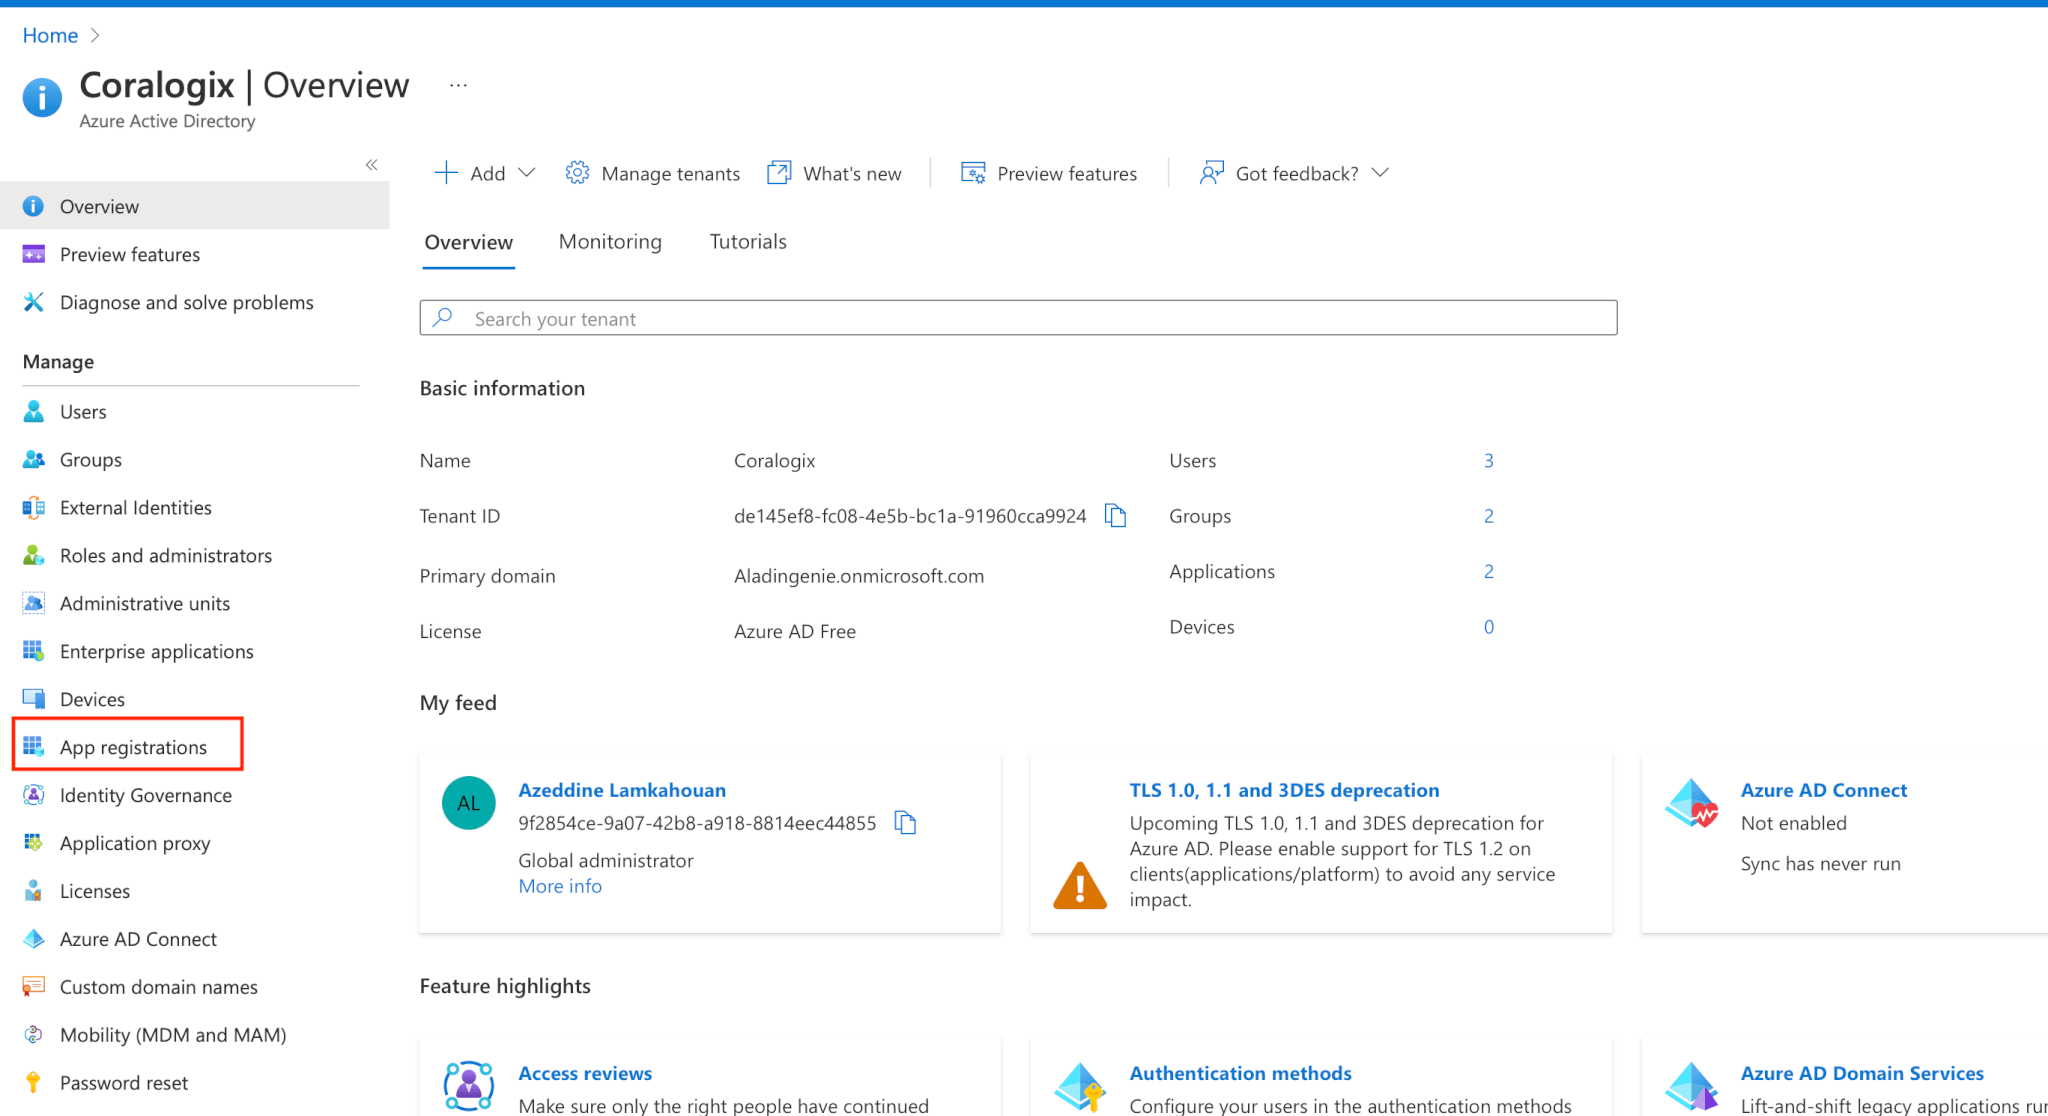 Home
Coralogix | Overview ...
Azure Active Directory
«
Overview
Preview features
Diagnose and solve problems
Manage
Users
Groups
External Identities
Roles and administrators
Administrative units
Enterprise applications
Devices
App registrations
Identity Governance
Application proxy
Licenses
Azure AD Connect
Custom domain names
Mobility (MDM and MAM)
Password reset
Add
Manage tenants
What's new
Preview features
Got feedback?
Overview
Monitoring
Tutorials
Search your tenant
Basic information
Name Coralogix
Tenant ID de145ef8-fc08-4e5b-bc1a-91960cca9924
Primary domain Aladingenie.onmicrosoft.com
License Azure AD Free
Users 3
Groups 2
Applications 2
Devices 0
My feed
AL
Azeddine Lamkahouan
9f2854ce-9a07-42b8-a918-8814eec44855
Global administrator
More info
TLS 1.0, 1.1 and 3DES deprecation
Upcoming TLS 1.0, 1.1 and 3DES deprecation for
Azure AD. Please enable support for TLS 1.2 on
clients(applications/platform) to avoid any service
impact.
Azure AD Connect
Not enabled
Sync has never run
Feature highlights
Access reviews
Make sure only the right people have continued
Authentication methods
Configure your users in the authentication methods
Azure AD Domain Services
Lift-and-shift legacy applications